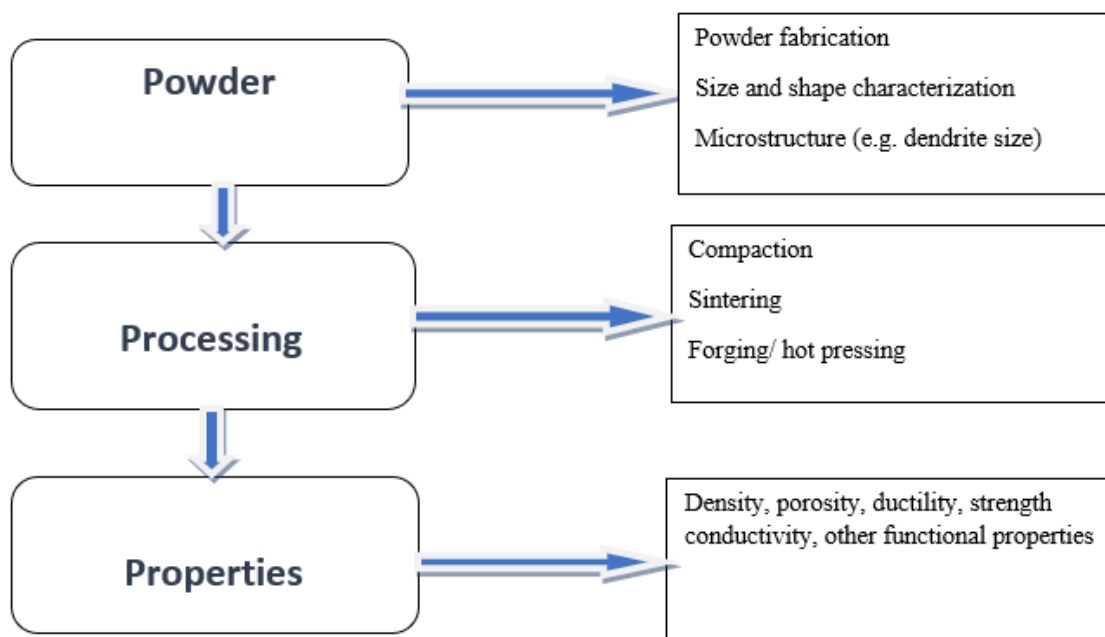 Powder
Powder fabrication
Size and shape characterization
Microstructure (e.g. dendrite size)
Processing
Compaction
Sintering
Forging/ hot pressing
Properties
Density, porosity, ductility, strength
conductivity, other functional properties